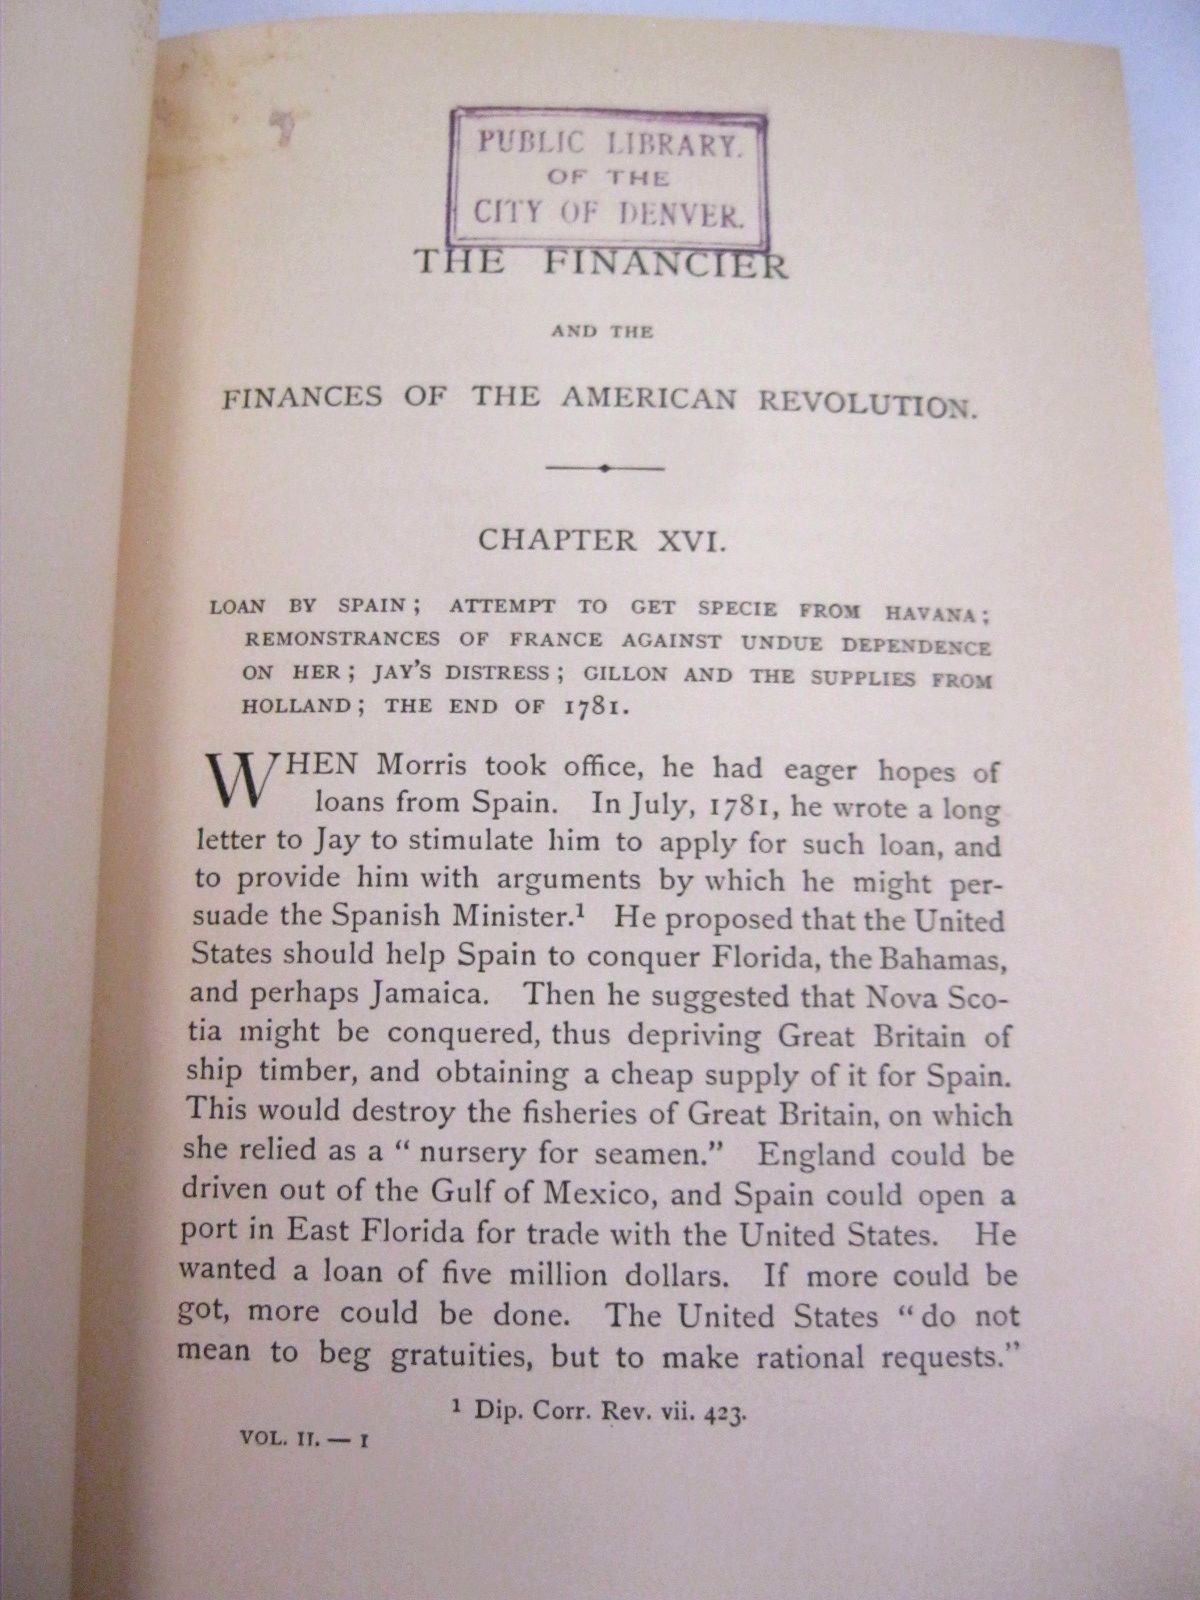 PUBLIC LIBRARY.
OF THE
CITY OF DENVER.
THE FINANCIER
AND THE
FINANCES OF THE AMERICAN REVOLUTION.
CHAPTER XVI.
LOAN BY SPAIN; ATTEMPT TO GET SPECIE FROM HAVANA;
REMONSTRANCES OF FRANCE AGAINST UNDUE DEPENDENCE
ON HER; JAY'S DISTRESS; GILLON AND THE SUPPLIES FROM
HOLLAND; THE END OF 1781.
WHEN Morris took office, he had eager hopes of
loans from Spain. In July, 1781, he wrote a long
letter to Jay to stimulate him to apply for such loan, and
to provide him with arguments by which he might per-
suade the Spanish Minister.¹ He proposed that the United
States should help Spain to conquer Florida, the Bahamas,
and perhaps Jamaica. Then he suggested that Nova Sco-
tia might be conquered, thus depriving Great Britain of
ship timber, and obtaining a cheap supply of it for Spain.
This would destroy the fisheries of Great Britain, on which
she relied as a "nursery for seamen." England could be
driven out of the Gulf of Mexico, and Spain could open a
port in East Florida for trade with the United States. He
wanted a loan of five million dollars. If more could be
got, more could be done. The United States "do not
mean to beg gratuities, but to make rational requests."
¹ Dip. Corr. Rev. vii. 423.
VOL. II. — 1